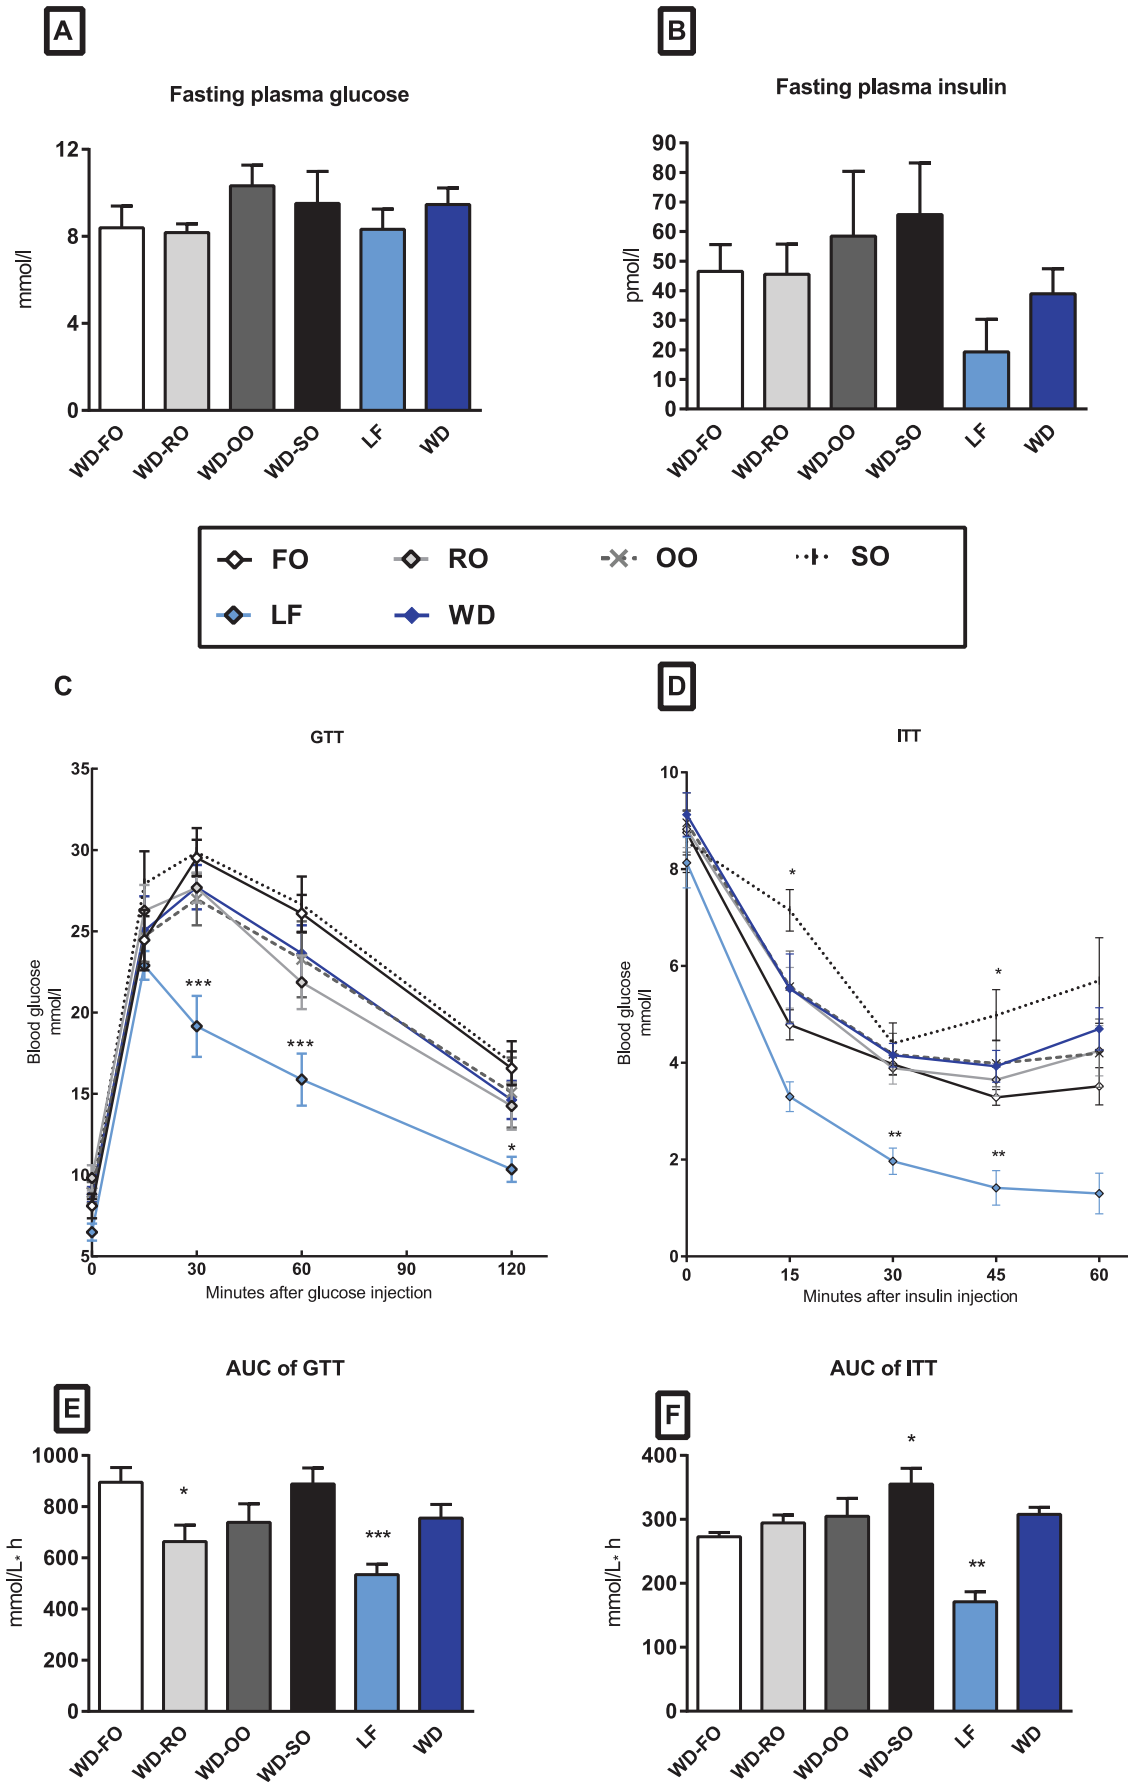 A
B
Fasting plasma glucose
Fasting plasma insulin
12
8
4
0
mmol/l
WD-FO
WD-RO
WD-OO
WD-SO
LF
WD
90
80
70
60
50
40
30
20
10
0
pmol/l
WD-FO
WD-RO
WD-OO
WD-SO
LF
WD
FO
RO
OO
SO
LF
WD
C
D
GTT
ITT
35
30
25
20
15
10
5
Blood glucose
mmol/l
***
***
*
0
30
60
90
120
Minutes after glucose injection
10
8
6
4
2
0
Blood glucose
mmol/l
*
*
**
**
0
15
30
45
60
Minutes after insulin injection
AUC of GTT
AUC of ITT
E
F
1000
800
600
400
200
0
mmol/L* h
*
***
WD-FO
WD-RO
WD-OO
WD-SO
LF
WD
400
300
200
100
0
mmol/L* h
*
**
WD-FO
WD-RO
WD-OO
WD-SO
LF
WD